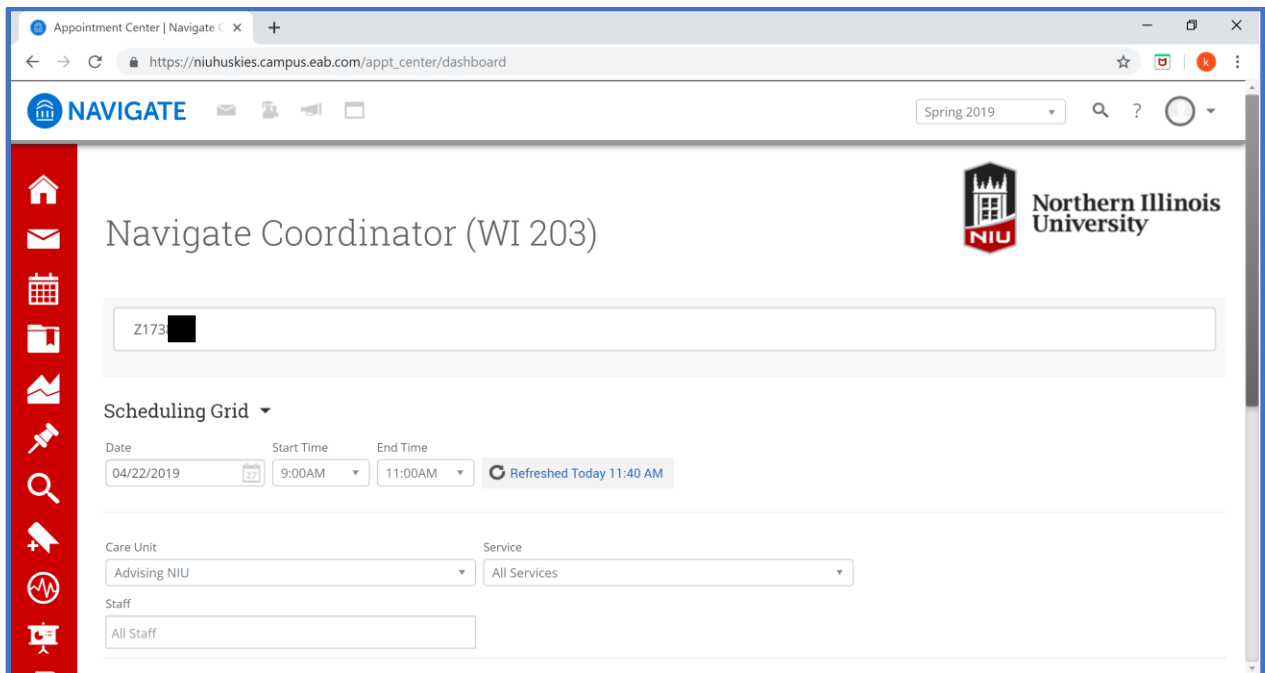 Appointment Center | Navigate C
https://niuhuskies.campus.eab.com/appt_center/dashboard
k
NAVIGATE
Spring 2019
?
NIU
Northern Illinois
University
Navigate Coordinator (WI 203)
Z173
Scheduling Grid
Date Start Time End Time
04/22/2019 27 9:00AM 11:00AM Refreshed Today 11:40 AM
Care Unit Service
Advising NIU All Services
Staff
All Staff